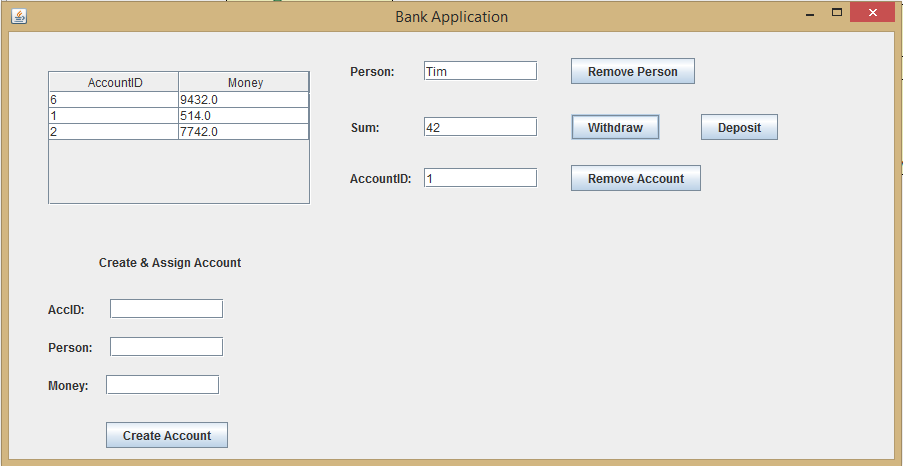 Bank Application
AccountID Money
6 9432.0
1 514.0
2 7742.0
Person: Tim Remove Person
Sum: 42 Withdraw Deposit
AccountID: 1 Remove Account
Create & Assign Account
AccID:
Person:
Money:
Create Account